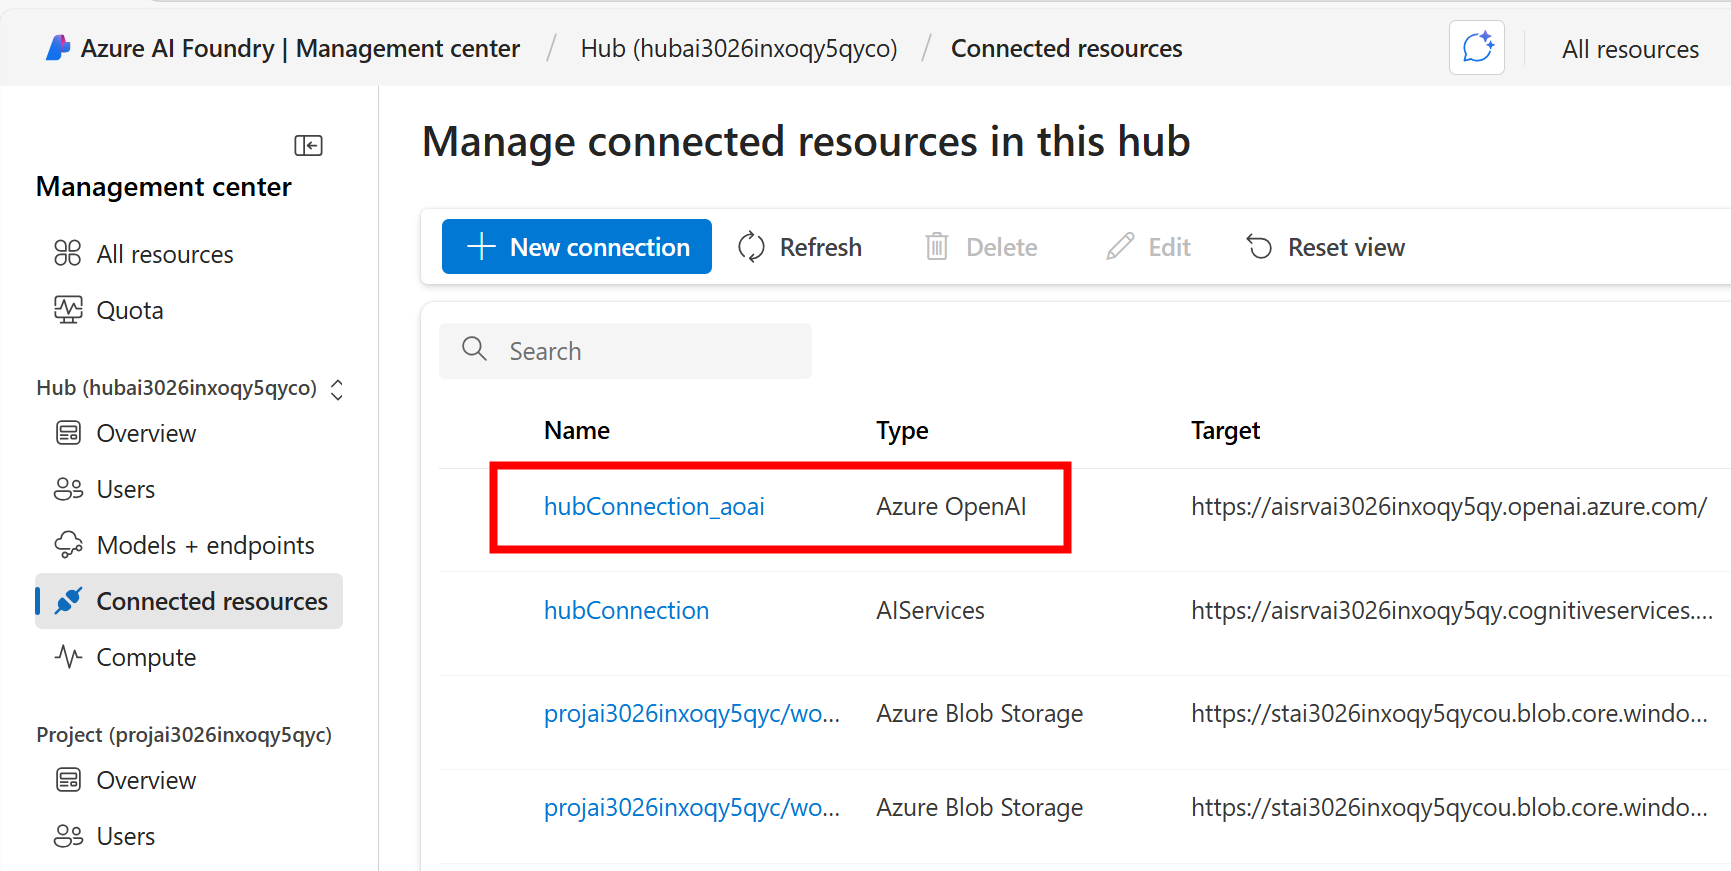 Azure AI Foundry | Management center / Hub (hubai3026inxoqy5qyco) / Connected resources All resources
Manage connected resources in this hub
Management center
New connection Refresh Delete Edit Reset view
All resources
Quota
Search
Hub (hubai3026inxoqy5qyco)
Name Type Target
Overview
Users
hubConnection_aoai Azure OpenAI https://aisrvai3026inxoqy5qy.openai.azure.com/
Models + endpoints
Connected resources
hubConnection AIServices https://aisrvai3026inxoqy5qy.cognitiveservices....
Compute
projai3026inxoqy5qyc/wo... Azure Blob Storage https://stai3026inxoqy5qycou.blob.core.windo...
Project (projai3026inxoqy5qyc)
Overview
projai3026inxoqy5qyc/wo... Azure Blob Storage https://stai3026inxoqy5qycou.blob.core.windo...
Users